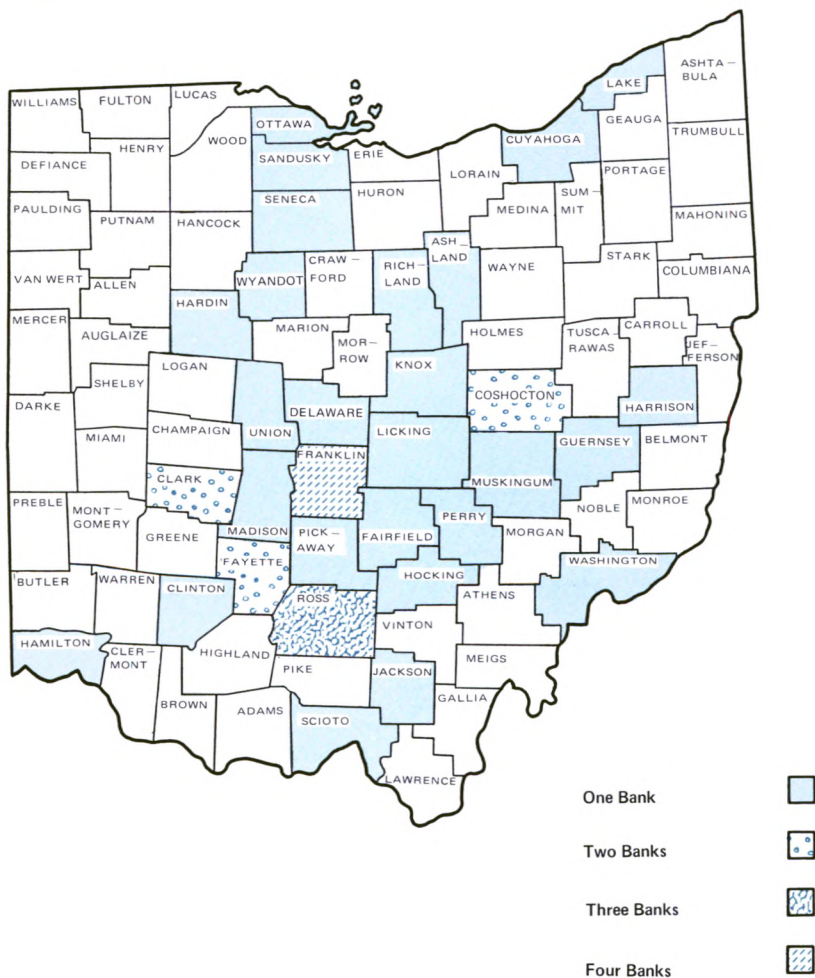 WILLIAMS
FULTON
LUCAS
OTTAWA
LAKE
ASHTA–
BULA
GEAUGA
CUYAHOGA
TRUMBULL
DEFIANCE
HENRY
WOOD
SANDUSKY
ERIE
LORAIN
PORTAGE
PAULDING
PUTNAM
HANCOCK
SENECA
HURON
MEDINA
SUM–
MIT
MAHONING
VAN WERT
ALLEN
WYANDOT
CRAW–
FORD
RICH–
LAND
ASH–
LAND
WAYNE
STARK
COLUMBIANA
MERCER
AUGLAIZE
HARDIN
MARION
MOR–
ROW
KNOX
HOLMES
TUSCA–
RAWAS
CARROLL
JEF–
FERSON
DARKE
SHELBY
LOGAN
UNION
DELAWARE
LICKING
COSHOCTON
HARRISON
MIAMI
CHAMPAIGN
FRANKLIN
MUSKINGUM
GUERNSEY
BELMONT
PREBLE
MONT–
GOMERY
CLARK
MADISON
PICK–
AWAY
FAIRFIELD
PERRY
MORGAN
NOBLE
MONROE
GREENE
FAYETTE
HOCKING
ATHENS
WASHINGTON
BUTLER
WARREN
CLINTON
ROSS
VINTON
MEIGS
HAMILTON
CLER–
MONT
HIGHLAND
PIKE
JACKSON
GALLIA
BROWN
ADAMS
SCIOTO
LAWRENCE
One Bank
Two Banks
Three Banks
Four Banks